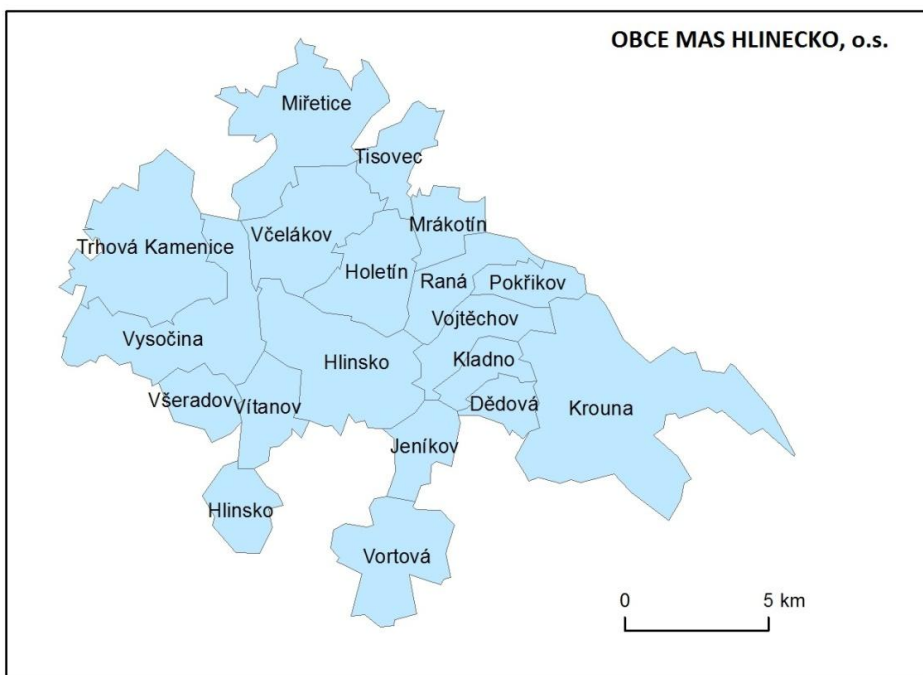 OBCE MAS HLINECKO, o.s.
Miřetice
Tisovec
Mrákotín
Včelákov
Trhová Kamenice
Holetín
Raná
Pokřikov
Vojtěchov
Vysočina
Hlinsko
Kladno
Všeradov
Vítanov
Dědová
Krouna
Jeníkov
Hlinsko
Vortová
0 5 km